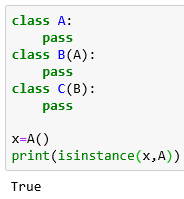 class A:
    pass
class B(A):
    pass
class C(B):
    pass

x=A()
print(isinstance(x,A))
True